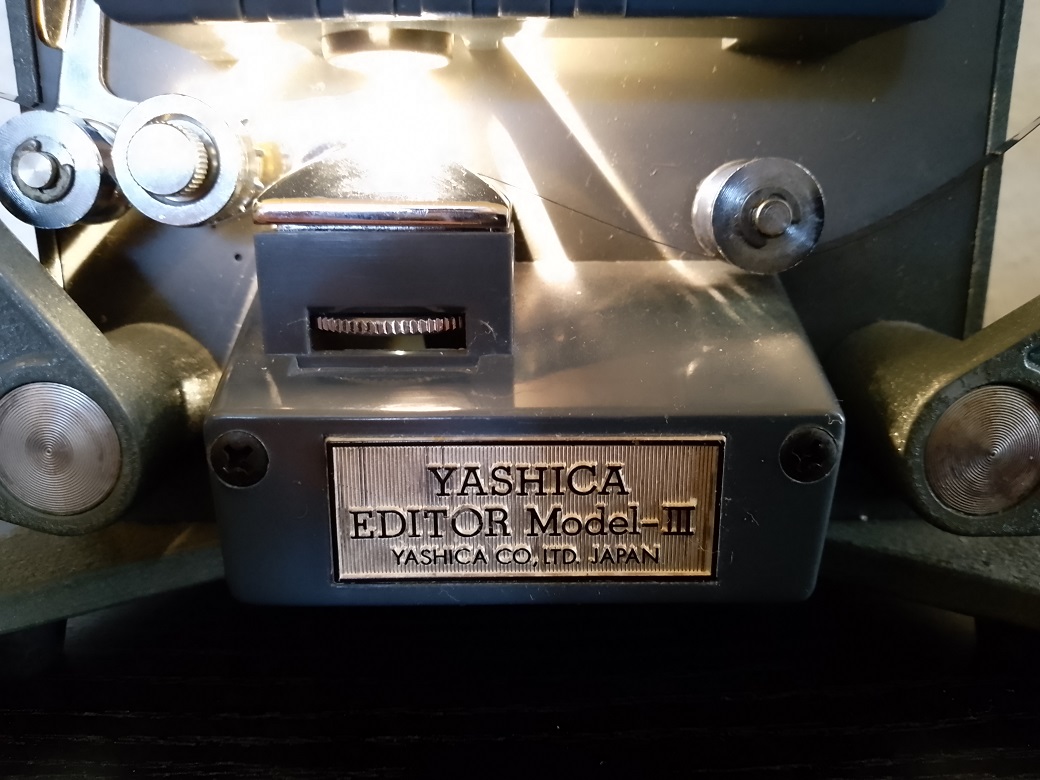 YASHICA
EDITOR Model-III
YASHICA CO., LTD. JAPAN